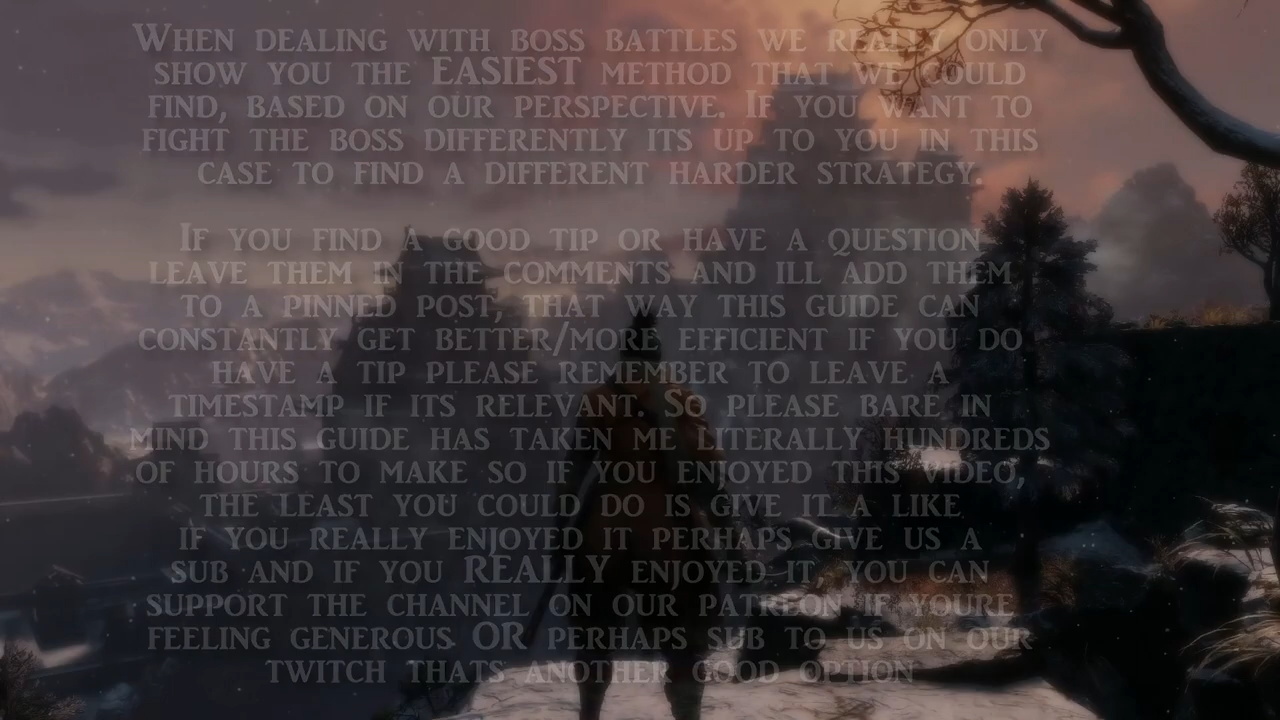 When dealing with boss battles we really only
show you the EASIEST method that we could
find, based on our perspective. If you want to
fight the boss differently its up to you in this
case to find a different harder strategy.
If you find a good tip or have a question
leave them in the comments and ill add them
to a pinned post, that way this guide can
constantly get better/more efficient if you do
have a tip please remember to leave a
timestamp if its relevant. So please bare in
mind this guide has taken me literally hundreds
of hours to make so if you enjoyed this video,
the least you could do is give it a like
if you really enjoyed it perhaps give us a
sub and if you REALLY enjoyed it, you can
support the channel on our patreon if youre
feeling generous OR perhaps sub to us on our
twitch thats another good option